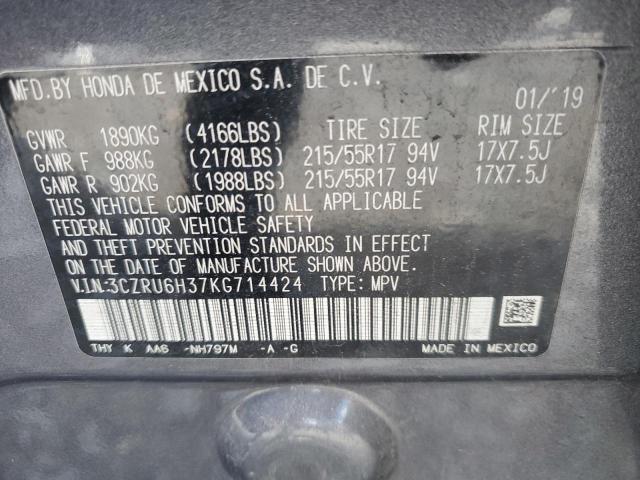 MFD. BY HONDA DE MEXICO S.A. DE C.V.
01/'19
GVWR 1890KG (4166LBS) TIRE SIZE RIM SIZE
GAWR F 988KG (2178LBS) 215/55R17 94V 17X7.5J
GAWR R 902KG (1988LBS) 215/55R17 94V 17X7.5J
THIS VEHICLE CONFORMS TO ALL APPLICABLE
FEDERAL MOTOR VEHICLE SAFETY
AND THEFT PREVENTION STANDARDS IN EFFECT
ON THE DATE OF MANUFACTURE SHOWN ABOVE.
V.I.N:3CZRU6H37KG714424 TYPE: MPV
THY K AA6 -NH797M -A -G MADE IN MEXICO